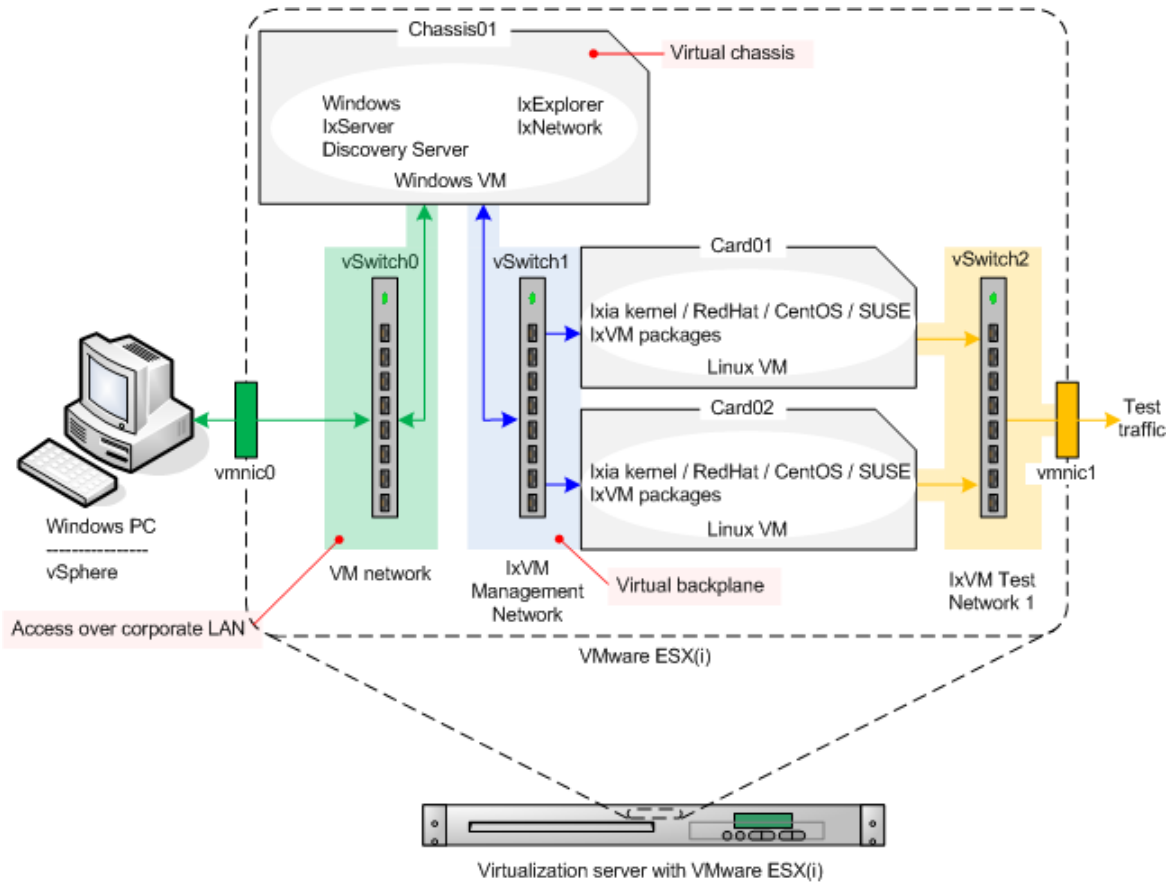 Chassis01
Virtual chassis
Windows
IxServer
Discovery Server
IxExplorer
IxNetwork
Windows VM
vSwitch0
vSwitch1
Card01
vSwitch2
Ixia kernel / RedHat / CentOS / SUSE
IxVM packages
Linux VM
Card02
Ixia kernel / RedHat / CentOS / SUSE
IxVM packages
Linux VM
Test
traffic
vmnic0
vmnic1
Windows PC
----------------
vSphere
VM network
IxVM
Management
Network
Virtual backplane
IxVM Test
Network 1
Access over corporate LAN
VMware ESX(i)
Virtualization server with VMware ESX(i)